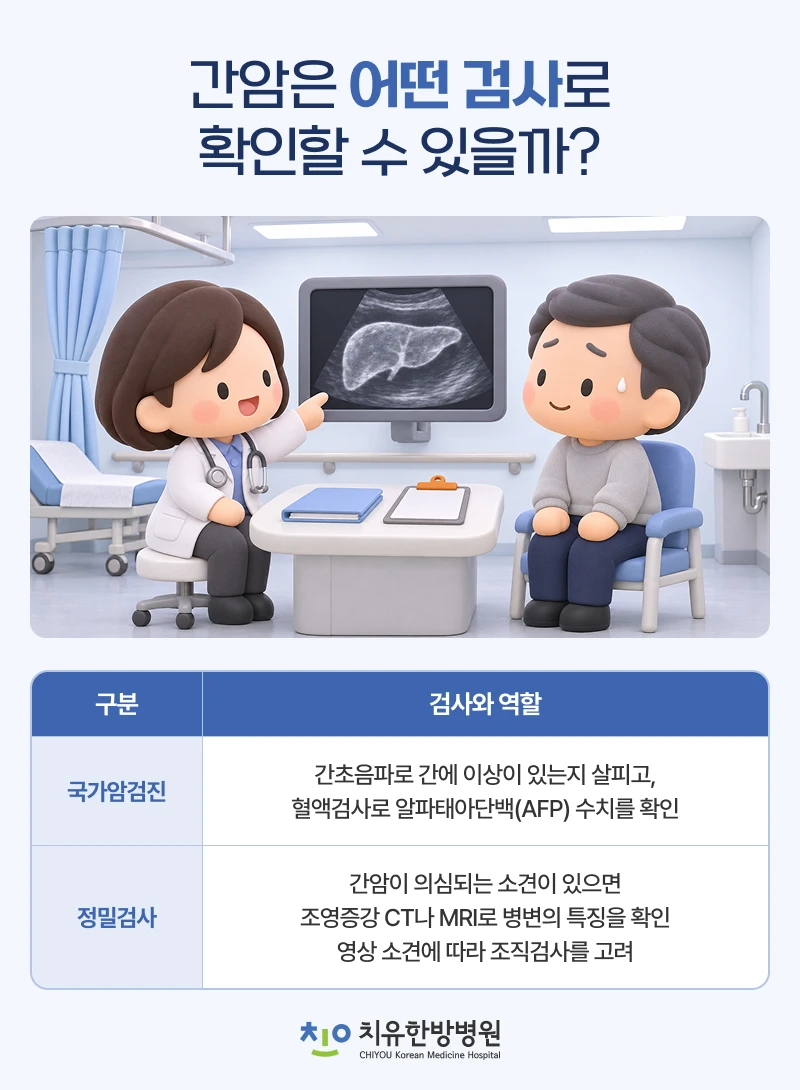 간암은 어떤 검사로
확인할 수 있을까?
구분
검사와 역할
국가암검진
간초음파로 간에 이상이 있는지 살피고,
혈액검사로 알파태아단백(AFP) 수치를 확인
정밀검사
간암이 의심되는 소견이 있으면
조영증강 CT나 MRI로 병변의 특징을 확인
영상 소견에 따라 조직검사를 고려
치유한방병원
CHIYOU Korean Medicine Hospital